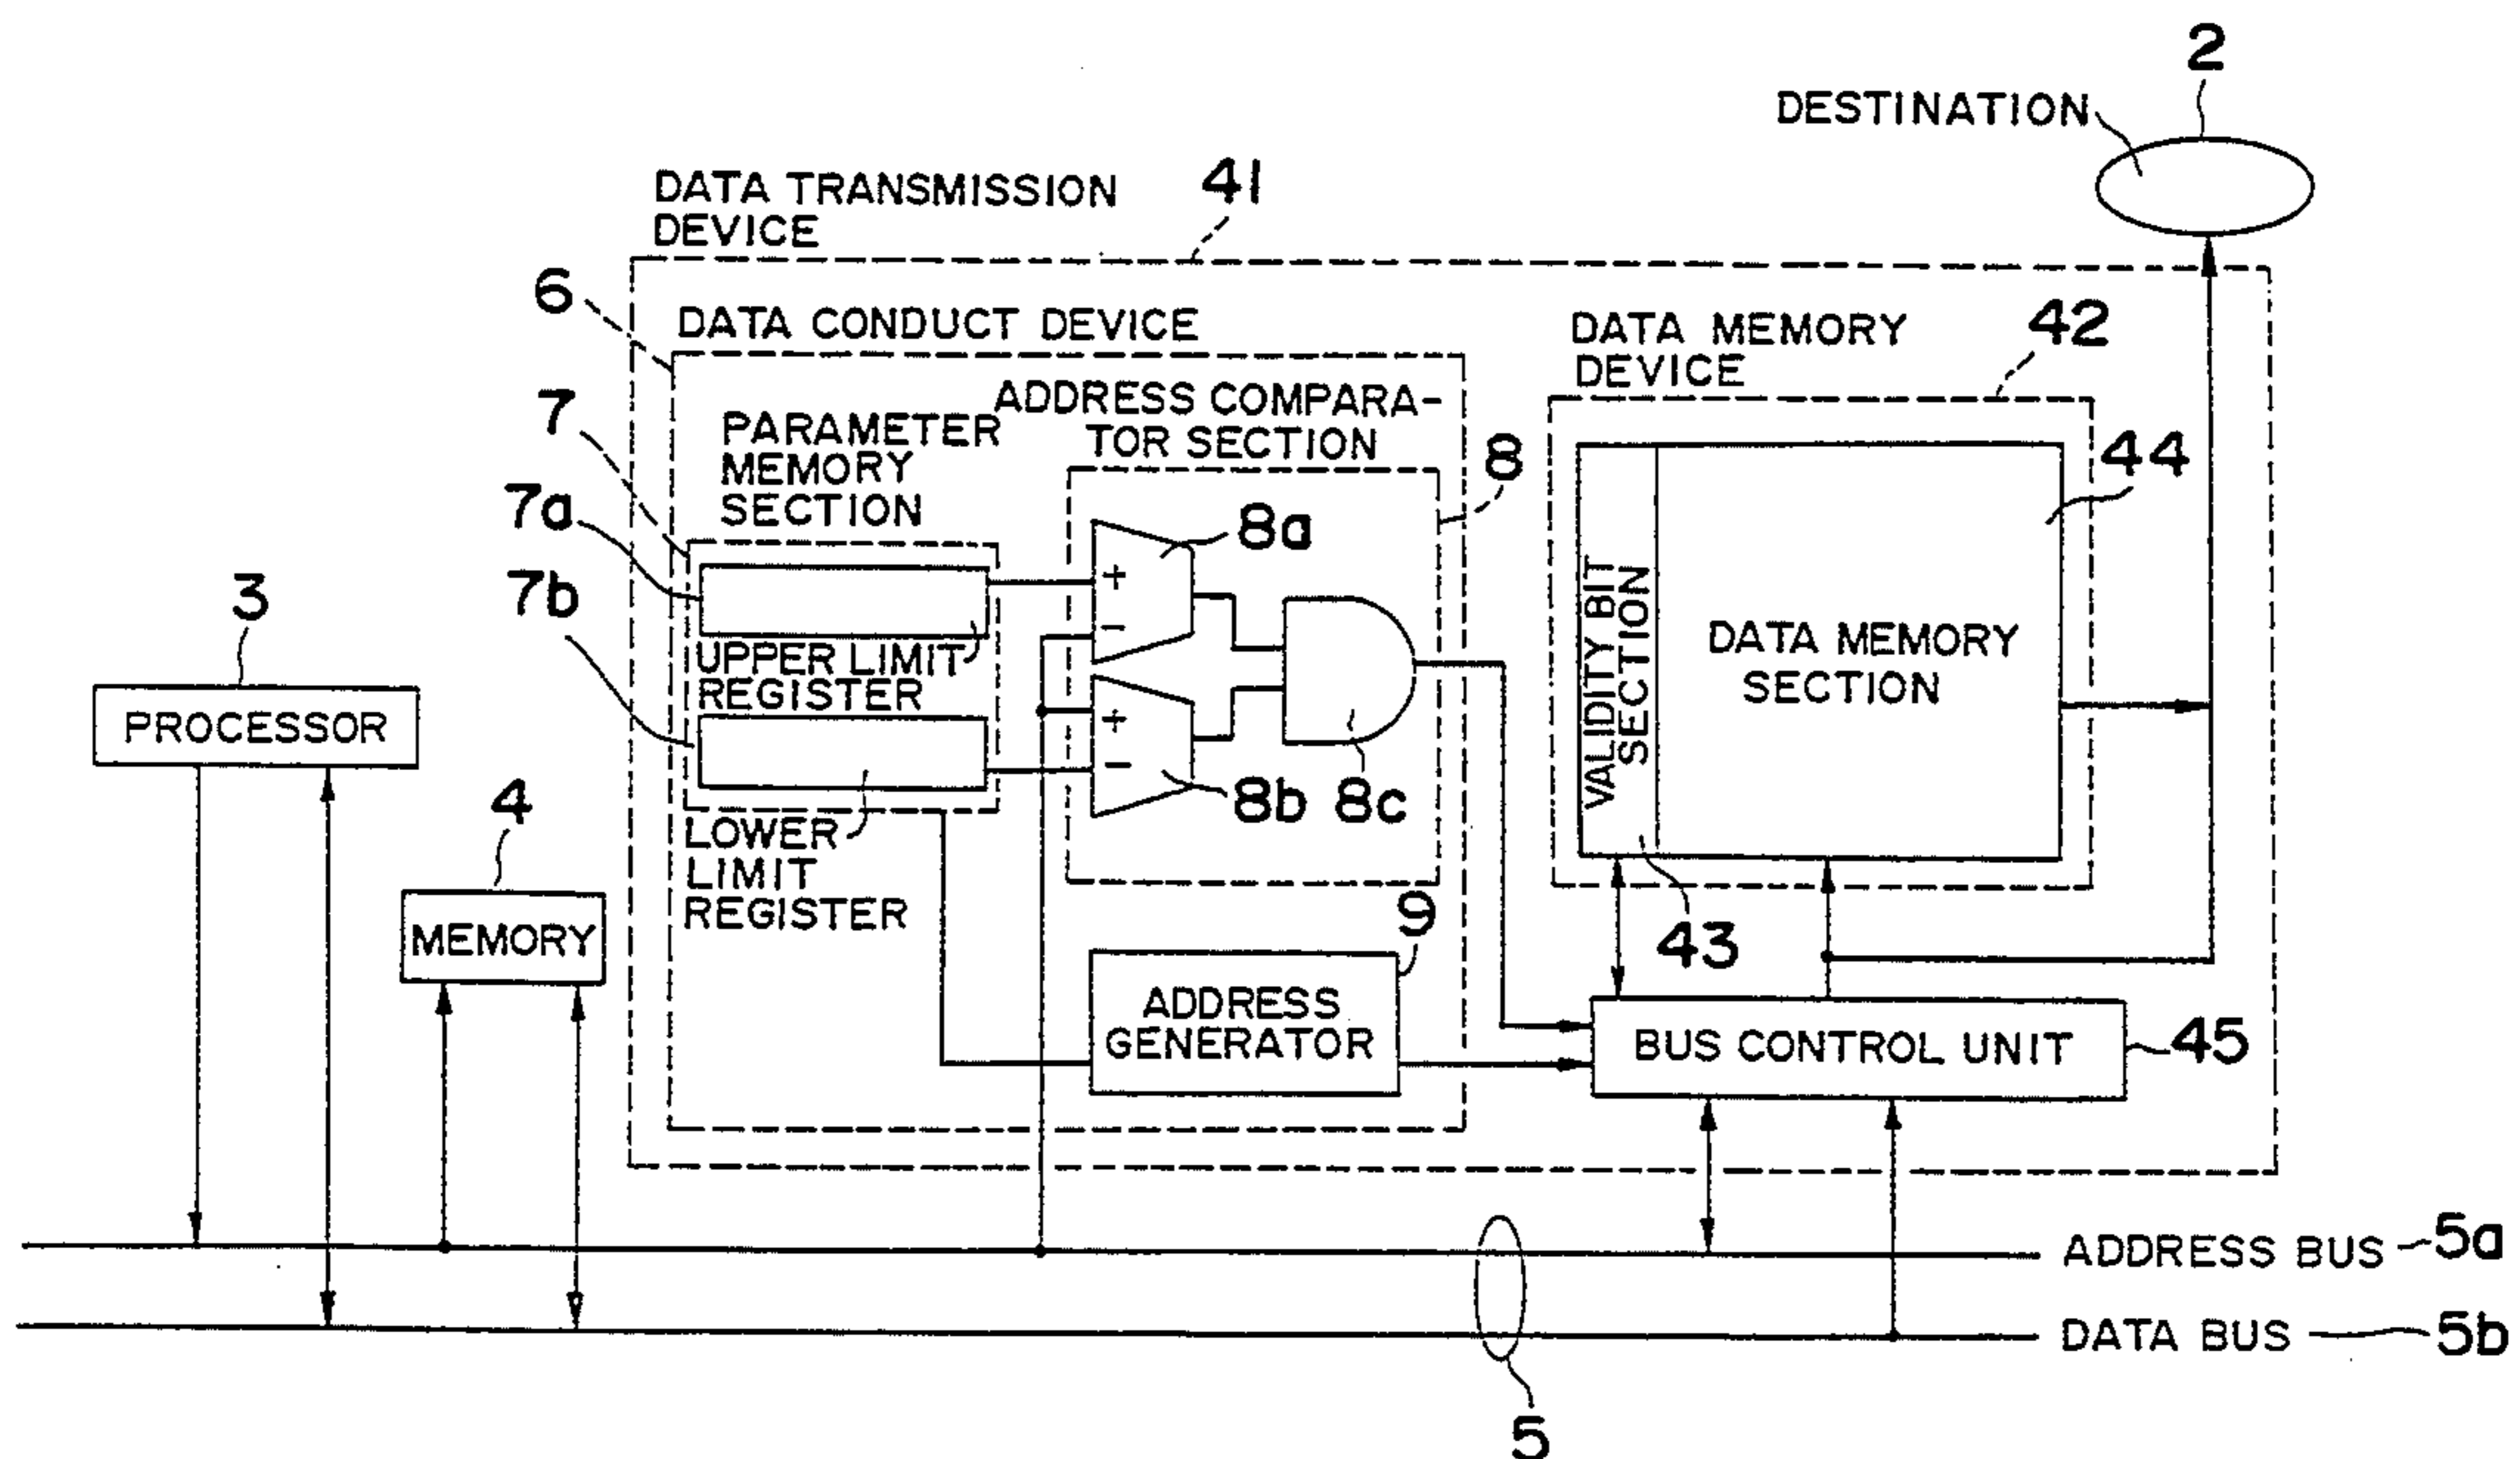 2
DESTINATION
DATA TRANSMISSION
DEVICE
41
6
DATA CONDUCT DEVICE
DATA MEMORY
DEVICE
42
7
PARAMETER
MEMORY
SECTION
ADDRESS COMPARA-
TOR SECTION
8
44
7a
8a
+
−
7b
UPPER LIMIT
REGISTER
+
−
8b
8c
VALIDITY BIT
SECTION
DATA MEMORY
SECTION
3
PROCESSOR
4
MEMORY
LOWER
LIMIT
REGISTER
9
43
ADDRESS
GENERATOR
BUS CONTROL UNIT
45
ADDRESS BUS
5a
DATA BUS
5b
5